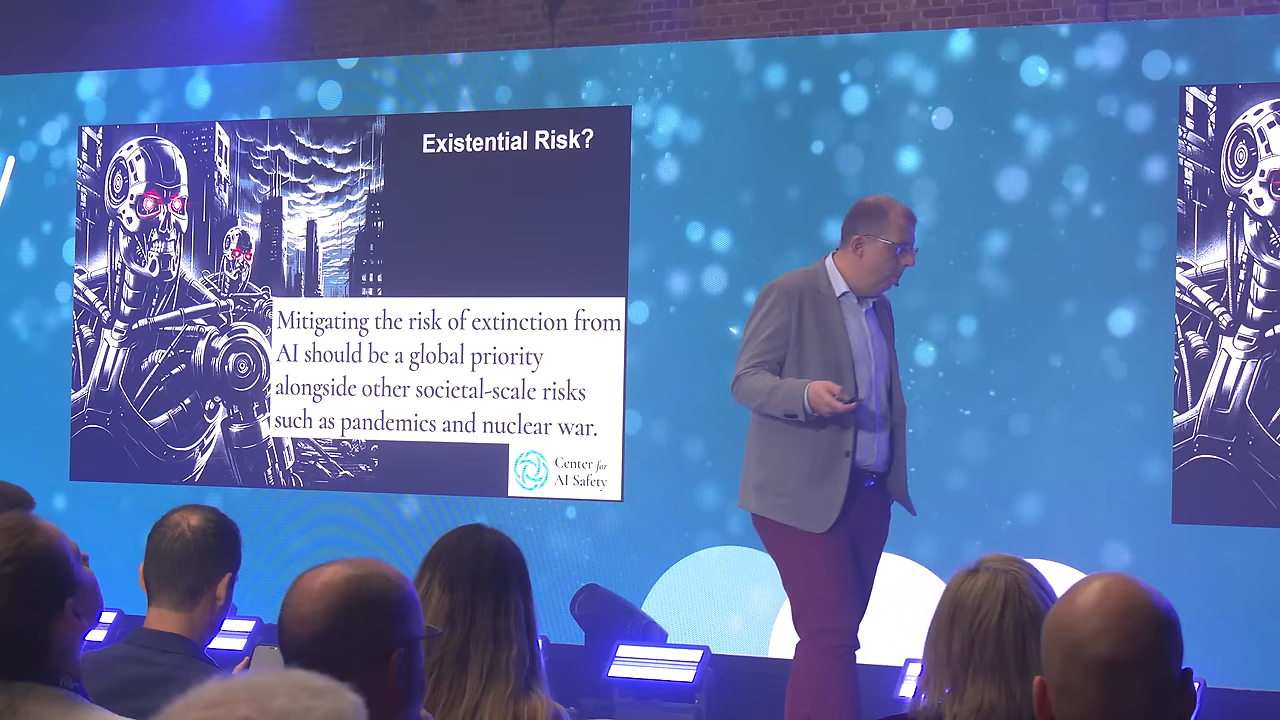 Existential Risk?
Mitigating the risk of extinction from
AI should be a global priority
alongside other societal-scale risks
such as pandemics and nuclear war.
Center for
AI Safety